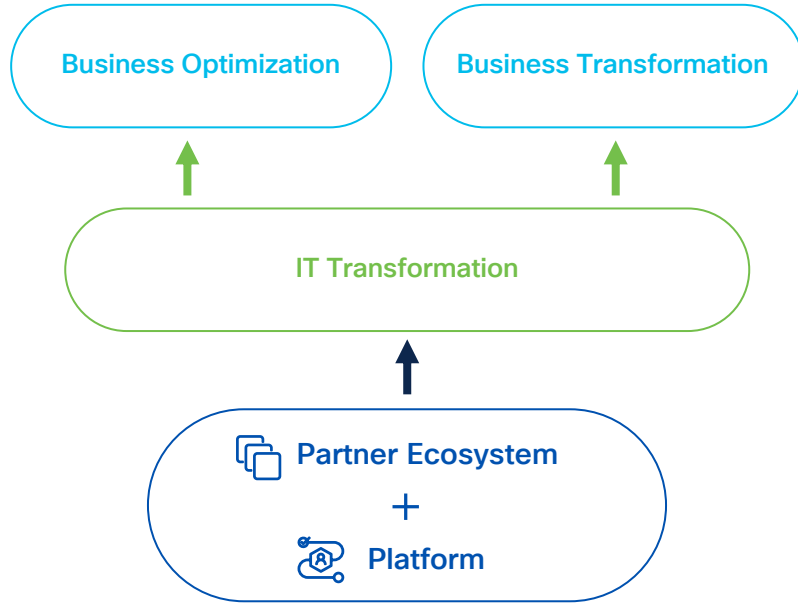 Business Optimization
Business Transformation
IT Transformation
Partner Ecosystem
+
Platform